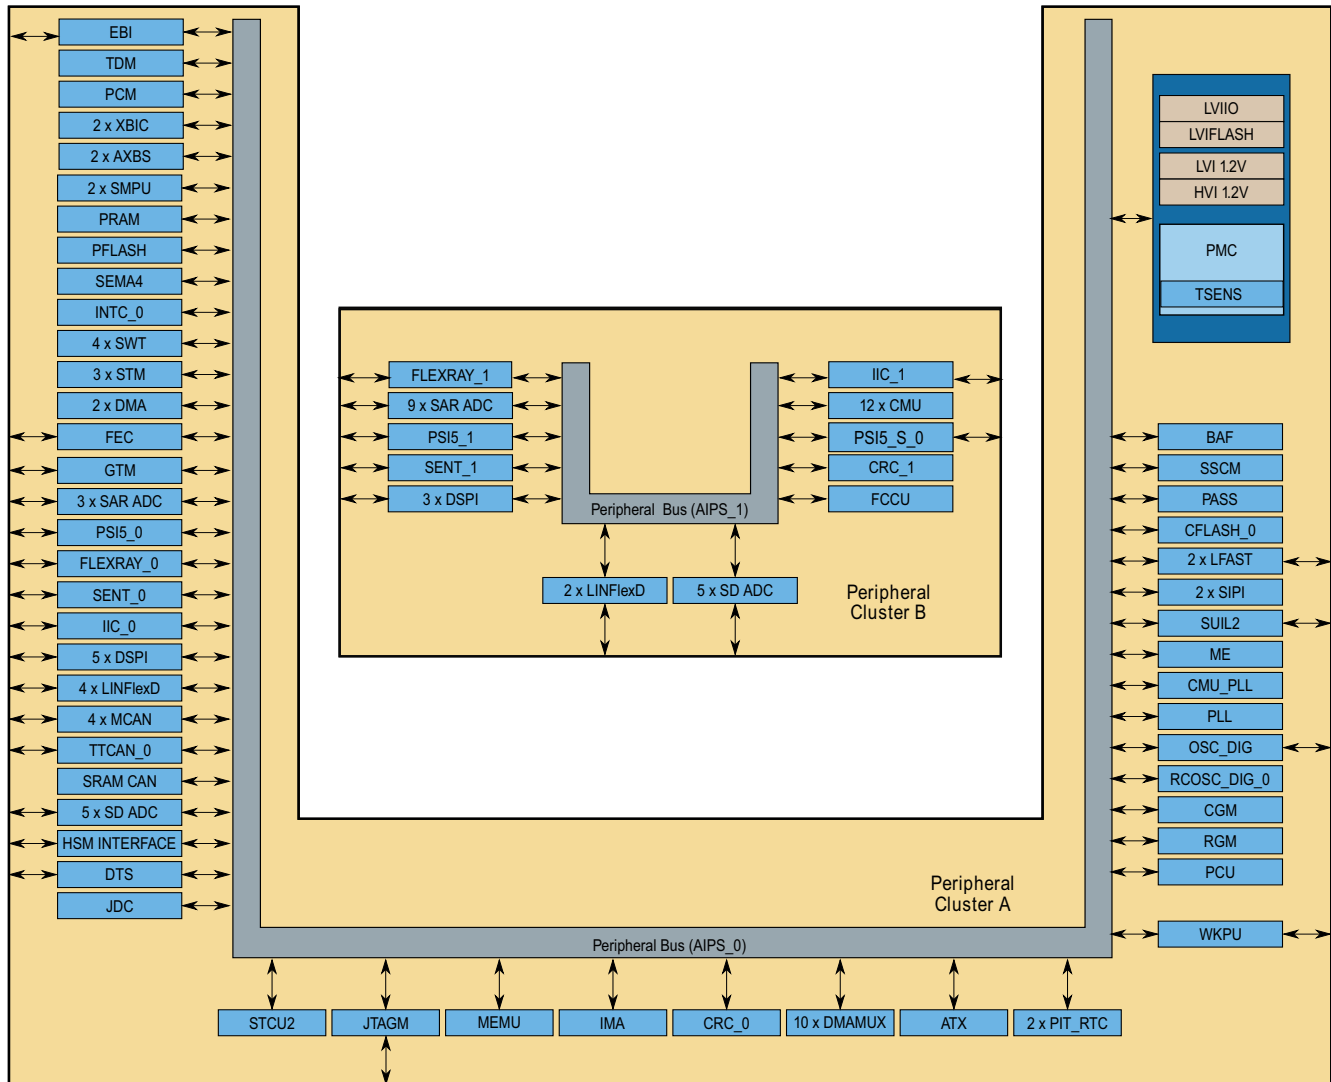 EBI
TDM
PCM
2 x XBIC
2 x AXBS
2 x SMPU
PRAM
PFLASH
SEMA4
INTC_0
4 x SWT
3 x STM
2 x DMA
FEC
GTM
3 x SAR ADC
PSI5_0
FLEXRAY_0
SENT_0
IIC_0
5 x DSPI
4 x LINFlexD
4 x MCAN
TTCAN_0
SRAM CAN
5 x SD ADC
HSM INTERFACE
DTS
JDC
FLEXRAY_1
9 x SAR ADC
PSI5_1
SENT_1
3 x DSPI
IIC_1
12 x CMU
PSI5_S_0
CRC_1
FCCU
Peripheral Bus (AIPS_1)
2 x LINFlexD
5 x SD ADC
Peripheral
Cluster B
LVIIO
LVIFLASH
LVI 1.2V
HVI 1.2V
PMC
TSENS
BAF
SSCM
PASS
CFLASH_0
2 x LFAST
2 x SIPI
SUIL2
ME
CMU_PLL
PLL
OSC_DIG
RCOSC_DIG_0
CGM
RGM
PCU
WKPU
Peripheral
Cluster A
Peripheral Bus (AIPS_0)
STCU2
JTAGM
MEMU
IMA
CRC_0
10 x DMAMUX
ATX
2 x PIT_RTC